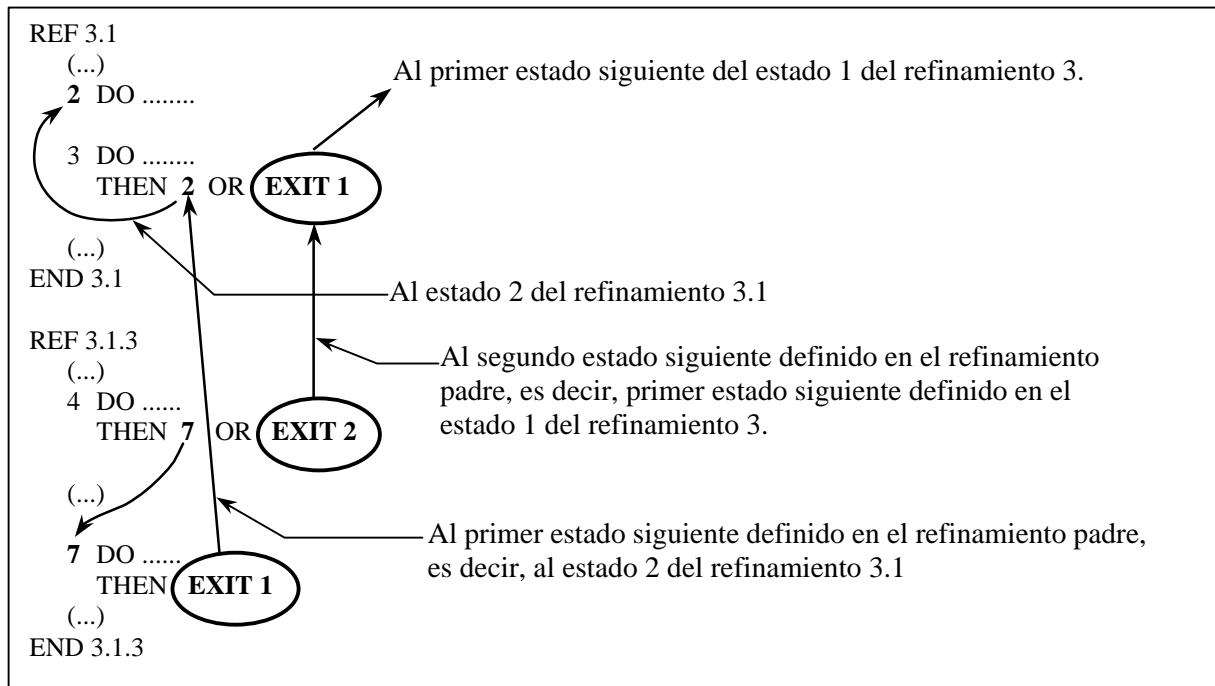 REF 3.1
(...)
Al primer estado siguiente del estado 1 del refinamiento 3.
2 DO ........
3 DO ........
THEN 2 OR EXIT 1
(...)
END 3.1
Al estado 2 del refinamiento 3.1
REF 3.1.3
(...)
Al segundo estado siguiente definido en el refinamiento
padre, es decir, primer estado siguiente definido en el
estado 1 del refinamiento 3.
4 DO ......
THEN 7 OR EXIT 2
(...)
Al primer estado siguiente definido en el refinamiento padre,
es decir, al estado 2 del refinamiento 3.1
7 DO ......
THEN EXIT 1
(...)
END 3.1.3